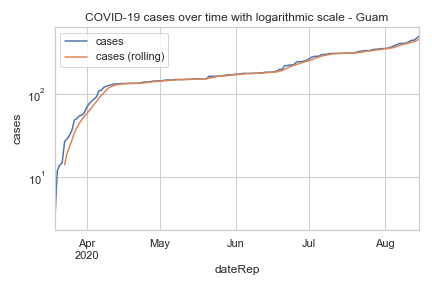 COVID-19 cases over time with logarithmic scale - Guam
cases
cases (rolling)
10²
10¹
cases
Apr
2020
May
Jun
Jul
Aug
dateRep